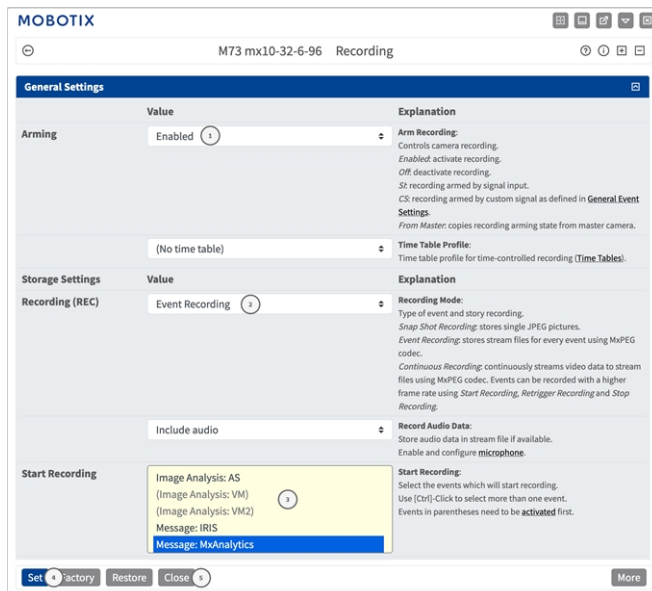 MOBOTIX
M73 mx10-32-6-96 Recording
General Settings
Value Explanation
Arming Enabled 1 Arm Recording:
Controls camera recording.
Enabled: activate recording.
Off: deactivate recording.
SI: recording armed by signal input.
CS: recording armed by custom signal as defined in General Event
Settings.
From Master: copies recording arming state from master camera.
(No time table) Time Table Profile:
Time table profile for time-controlled recording (Time Tables).
Storage Settings Value Explanation
Recording (REC) Event Recording 2 Recording Mode:
Type of event and story recording.
Snap Shot Recording: stores single JPEG pictures.
Event Recording: stores stream files for every event using MxPEG
codec.
Continuous Recording: continuously streams video data to stream
files using MxPEG codec. Events can be recorded with a higher
frame rate using Start Recording, Retrigger Recording and Stop
Recording.
Include audio Record Audio Data:
Store audio data in stream file if available.
Enable and configure microphone.
Start Recording Image Analysis: AS Start Recording:
(Image Analysis: VM) Select the events which will start recording.
(Image Analysis: VM2) 3 Use [Ctrl]-Click to select more than one event.
Message: IRIS Events in parentheses need to be activated first.
Message: MxAnalytics
Set 4 Factory Restore Close 5 More